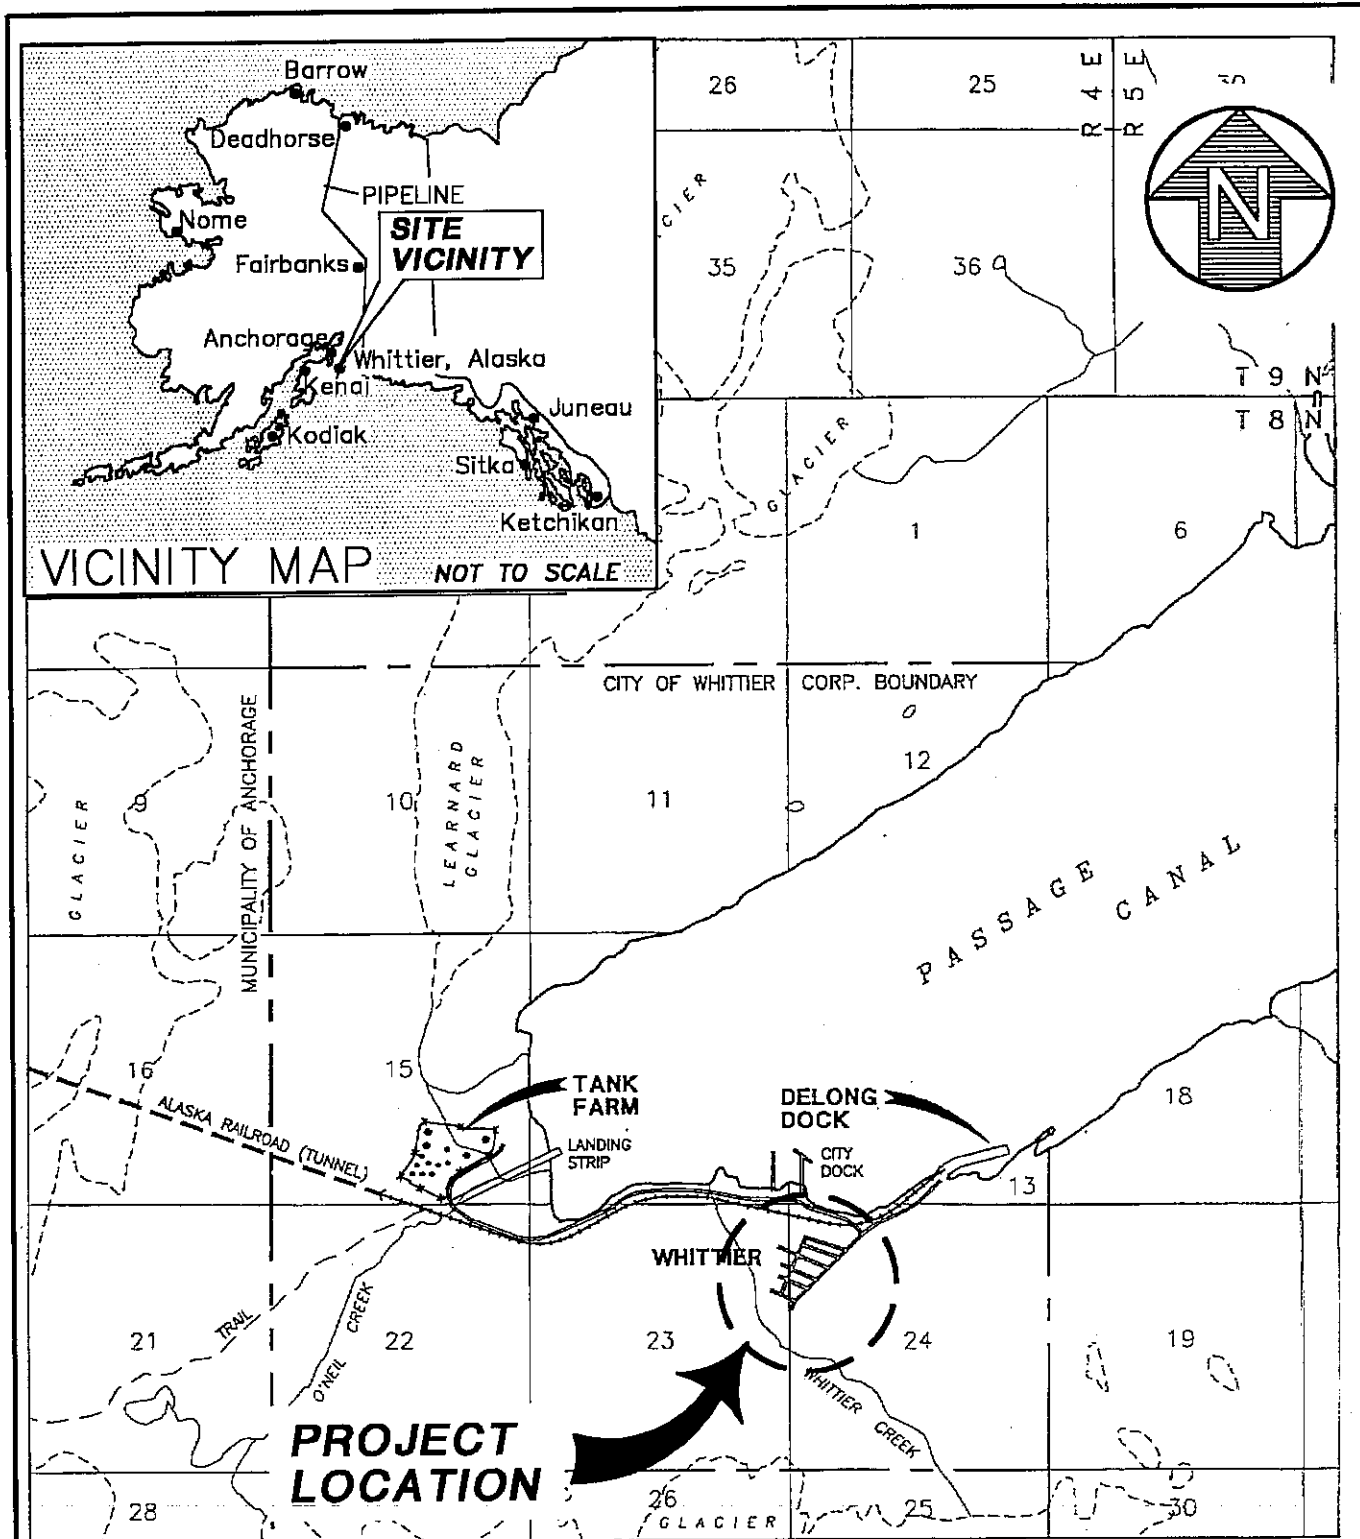 Barrow
Deadhorse
PIPELINE
Nome
SITE
VICINITY
Fairbanks
Anchorage
Whittier, Alaska
Kenai
Kodiak
Juneau
Sitka
Ketchikan
VICINITY MAP
NOT TO SCALE
26
25
R 4 E
R 5 E
N
CIER
35
36
T 9 N
T 8 N
GLACIER
1
6
CITY OF WHITTIER CORP. BOUNDARY
MUNICIPALITY OF ANCHORAGE
GLACIER
9
10
LEARNARD
GLACIER
11
12
PASSAGE
CANAL
16
15
ALASKA RAILROAD (TUNNEL)
TANK
FARM
LANDING
STRIP
DELONG
DOCK
CITY
DOCK
18
13
WHITTIER
21
TRAIL
O'NEIL CREEK
22
23
24
19
WHITTIER CREEK
PROJECT
LOCATION
28
26
GLACIER
25
30